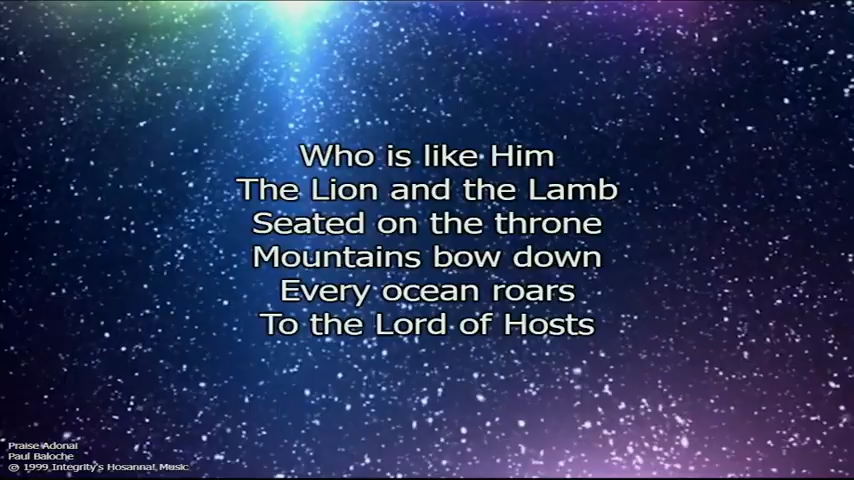 Who is like Him
The Lion and the Lamb
Seated on the throne
Mountains bow down
Every ocean roars
To the Lord of Hosts
Praise Adonai
Paul Baloche
© 1999 Integrity's Hosanna! Music